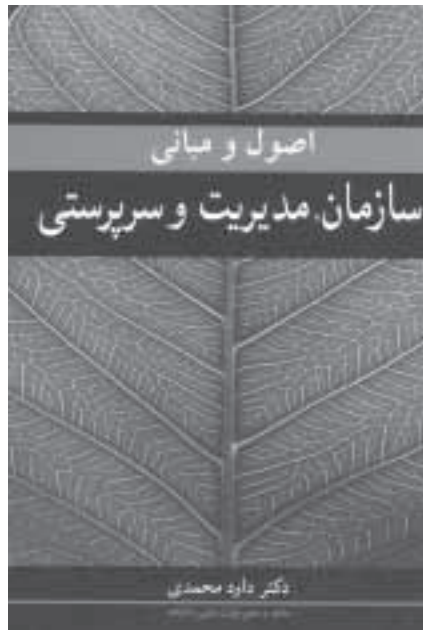 اصول و مبانی
سازمان، مدیریت و سرپرستی
دکتر داود محمدی